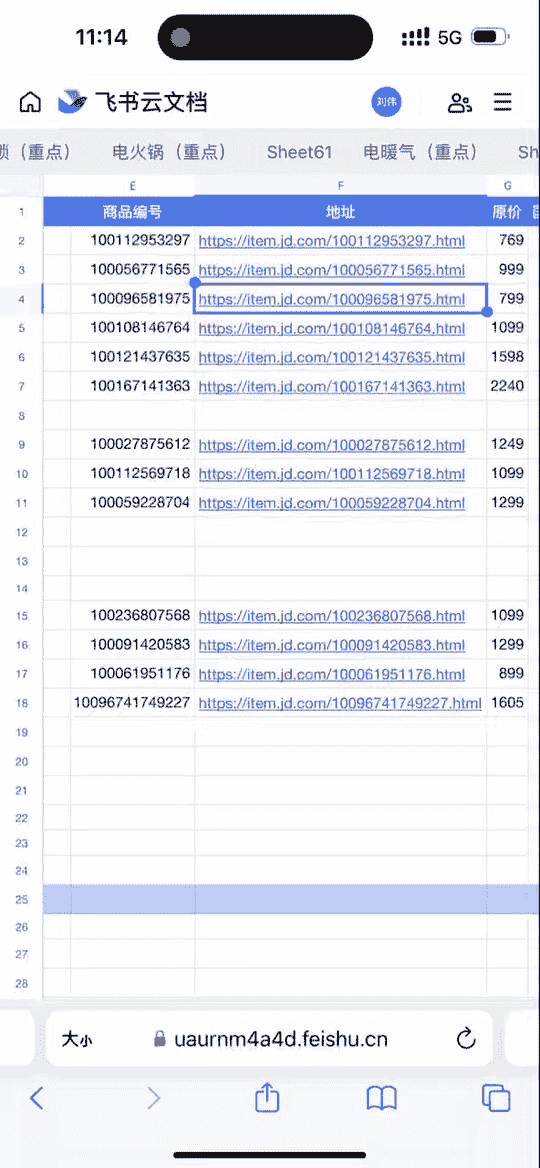 11:14 5G
飞书云文档 刘伟
锁（重点） 电火锅（重点） Sheet61 电暖气（重点） Sh
E F G
1 商品编号 地址 原价
2 100112953297 https://item.jd.com/100112953297.html 769
3 100056771565 https://item.jd.com/100056771565.html 999
4 100096581975 https://item.jd.com/100096581975.html 799
5 100108146764 https://item.jd.com/100108146764.html 1099
6 100121437635 https://item.jd.com/100121437635.html 1598
7 100167141363 https://item.jd.com/100167141363.html 2240
8
9 100027875612 https://item.jd.com/100027875612.html 1249
10 100112569718 https://item.jd.com/100112569718.html 1099
11 100059228704 https://item.jd.com/100059228704.html 1299
12
13
14
15 100236807568 https://item.jd.com/100236807568.html 1099
16 100091420583 https://item.jd.com/100091420583.html 1299
17 100061951176 https://item.jd.com/100061951176.html 899
18 10096741749227 https://item.jd.com/10096741749227.html 1605
19
20
21
22
23
24
25
26
27
28
大小 uaurnm4a4d.feishu.cn